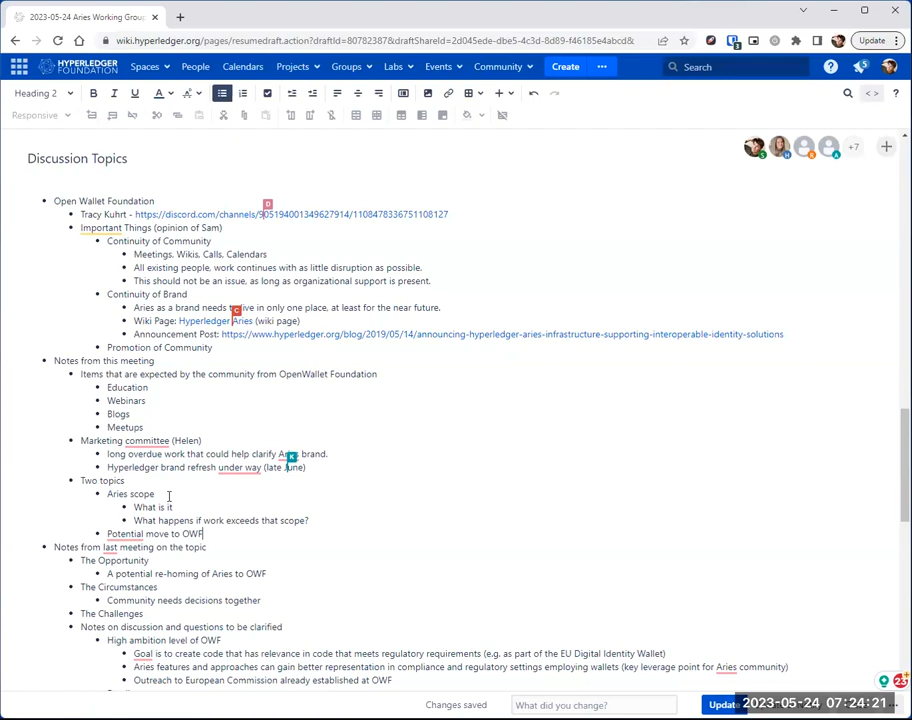 2023-05-24 Aries Working Group
wiki.hyperledger.org/pages/resumedraft.action?draftId=80782387&draftShareId=2d045ede-dbe5-4c3d-8d89-f46185e4abcd&
Update
HYPERLEDGER FOUNDATION
Spaces People Calendars Projects Groups Labs Events Community Create Search
Heading 2
Responsive
Discussion Topics
+7
Open Wallet Foundation
Tracy Kuhrt - https://discord.com/channels/905194001349627914/1108478336751108127
Important Things (opinion of Sam)
Continuity of Community
Meetings, Wikis, Calls, Calendars
All existing people, work continues with as little disruption as possible.
This should not be an issue, as long as organizational support is present.
Continuity of Brand
Aries as a brand needs to live in only one place, at least for the near future.
Wiki Page: Hyperledger Aries (wiki page)
Announcement Post: https://www.hyperledger.org/blog/2019/05/14/announcing-hyperledger-aries-infrastructure-supporting-interoperable-identity-solutions
Promotion of Community
Notes from this meeting
Items that are expected by the community from OpenWallet Foundation
Education
Webinars
Blogs
Meetups
Marketing committee (Helen)
long overdue work that could help clarify Aries brand.
Hyperledger brand refresh under way (late June)
Two topics
Aries scope
What is it
What happens if work exceeds that scope?
Potential move to OWF
Notes from last meeting on the topic
The Opportunity
A potential re-homing of Aries to OWF
The Circumstances
Community needs decisions together
The Challenges
Notes on discussion and questions to be clarified
High ambition level of OWF
Goal is to create code that has relevance in code that meets regulatory requirements (e.g. as part of the EU Digital Identity Wallet)
Aries features and approaches can gain better representation in compliance and regulatory settings employing wallets (key leverage point for Aries community)
Outreach to European Commission already established at OWF
Changes saved
What did you change?
Update
2023-05-24 07:24:21